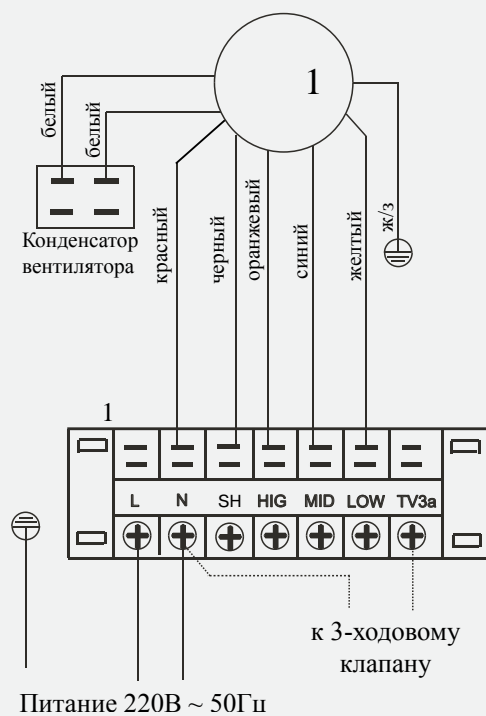 1
белый
белый
Конденсатор
вентилятора
красный
черный
оранжевый
синий
желтый
ж/з
1
L N SH HIG MID LOW TV3a
к 3-ходовому
клапану
Питание 220В ~ 50Гц